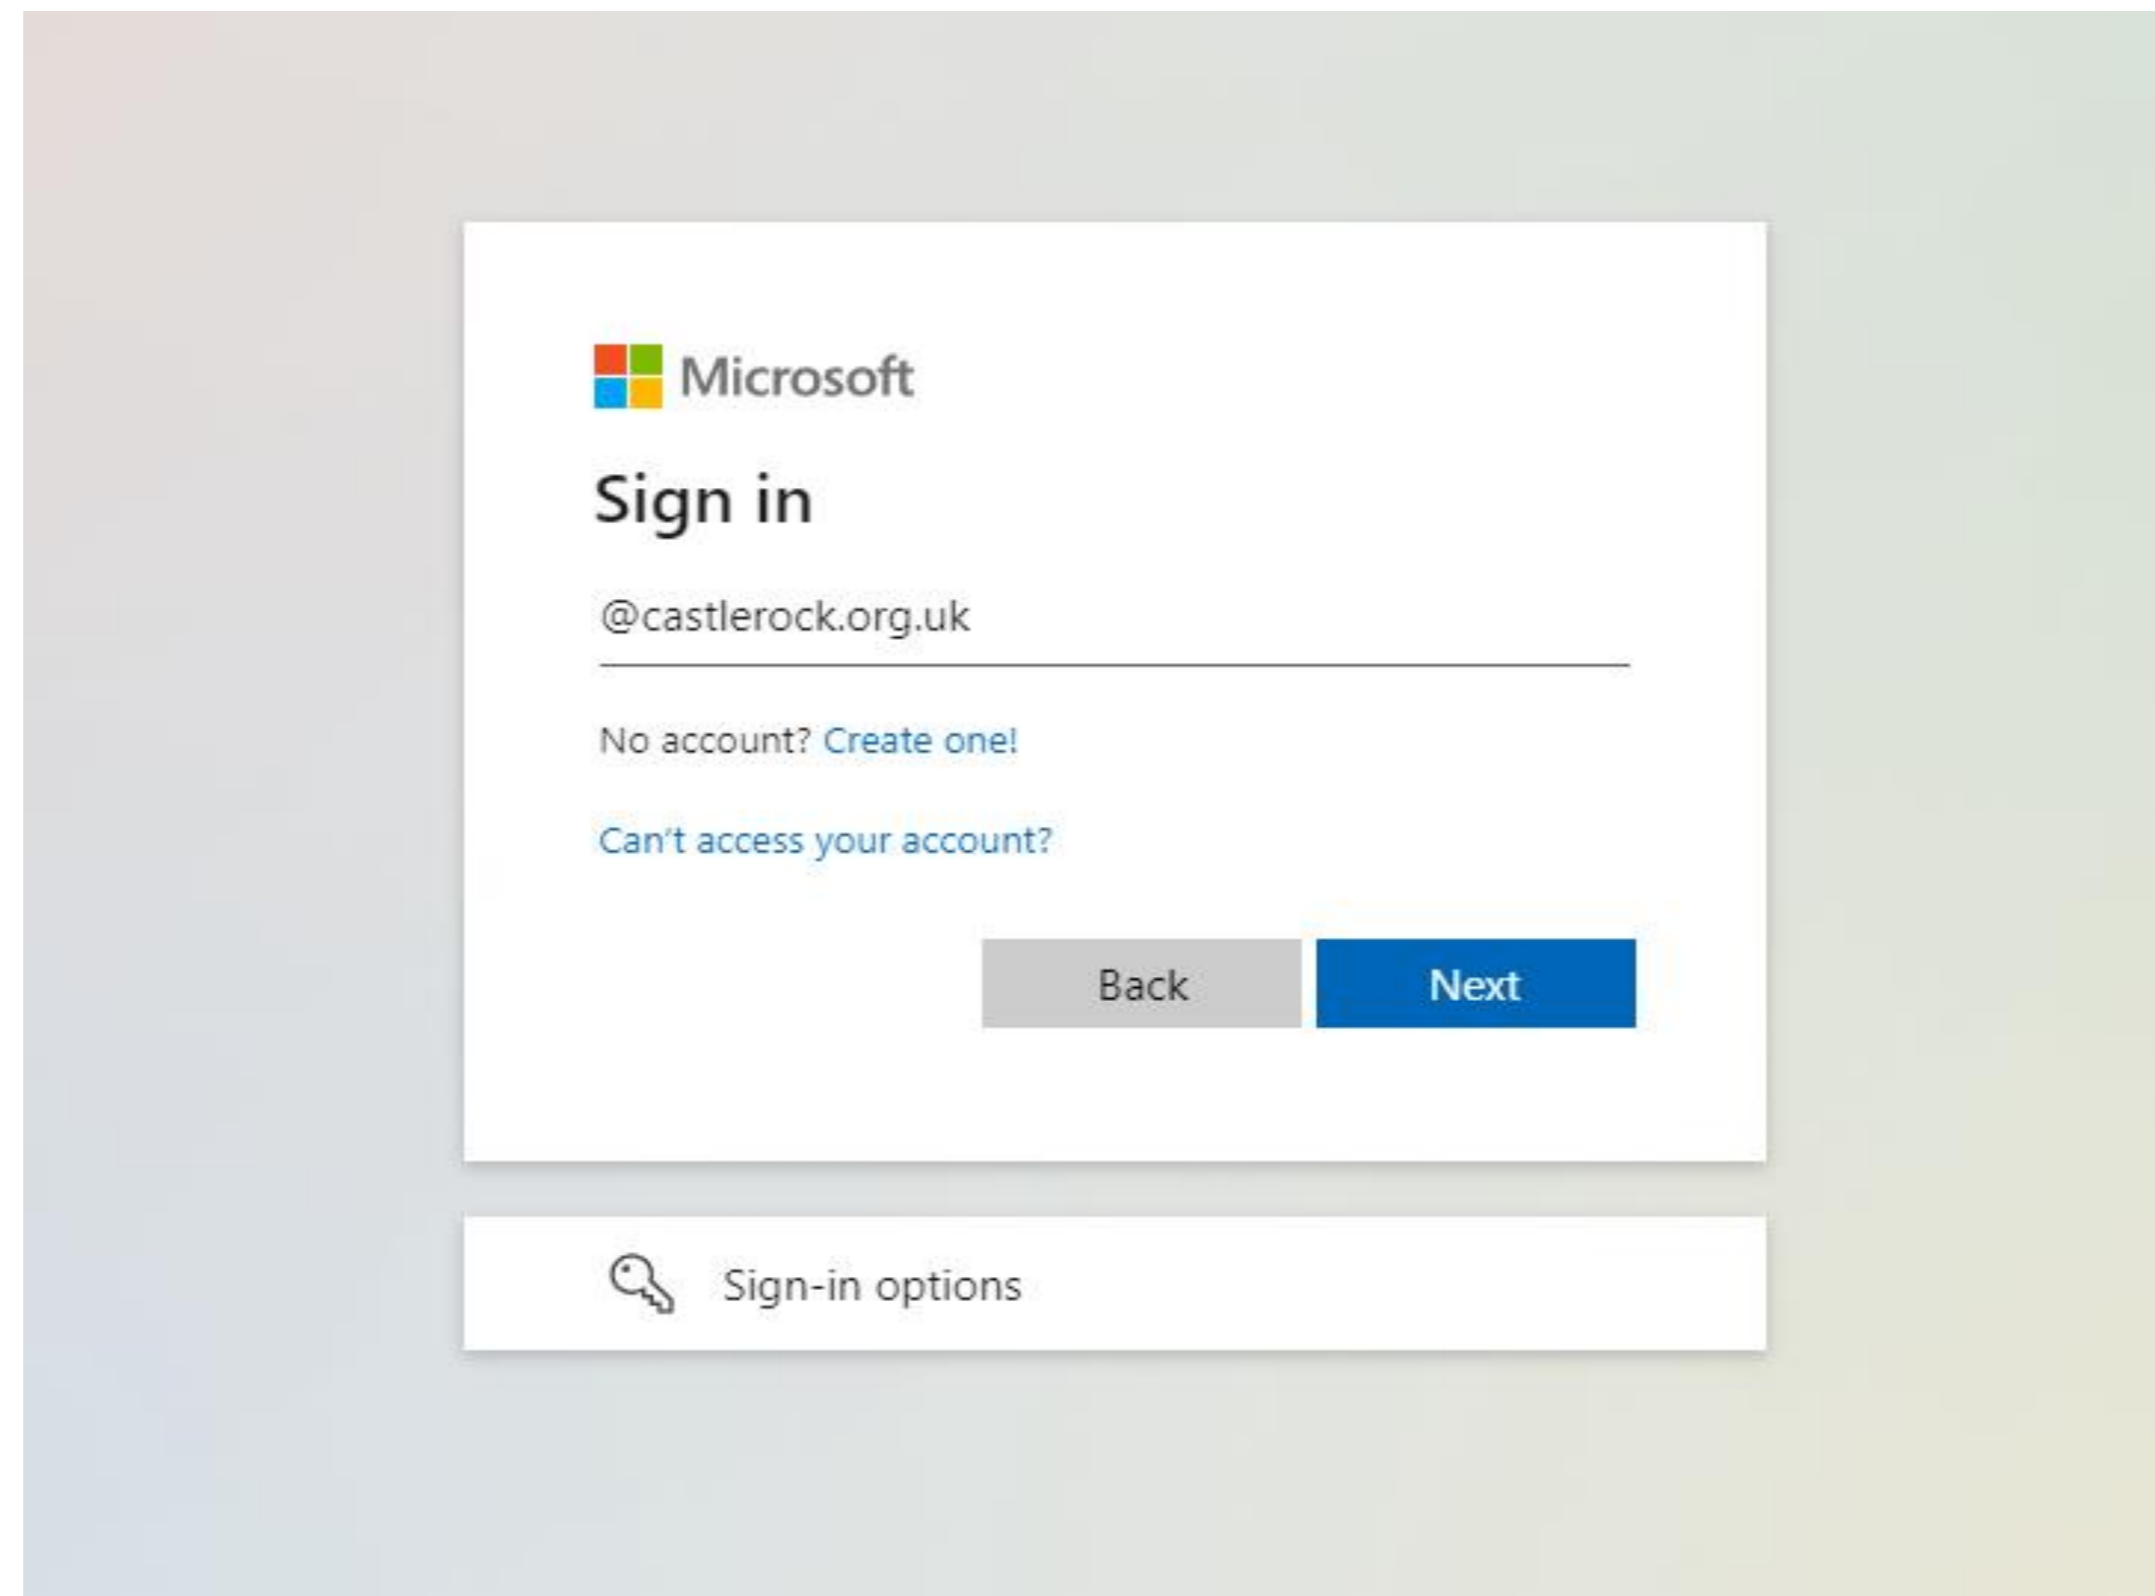 Microsoft
Sign in
@castlerock.org.uk
No account? Create one!
Can't access your account?
Back Next
Sign-in options